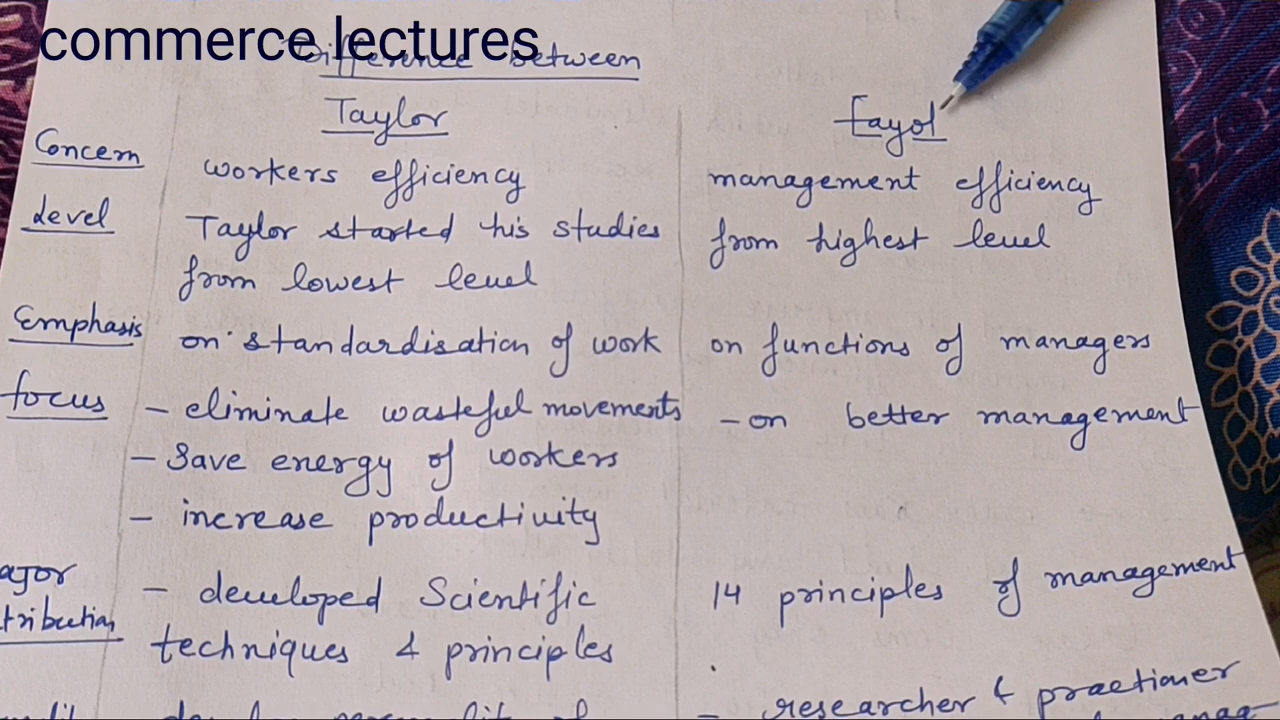 commerce lectures
Difference between
Taylor Fayol
Concern workers efficiency management efficiency
Level Taylor started his studies from highest level
from lowest level
Emphasis on standardisation of work on functions of managers
focus - eliminate wasteful movements - on better management
- Save energy of workers
- increase productivity
ajor - developed Scientific 14 principles of management
tribution techniques & principles
- researcher & practioner